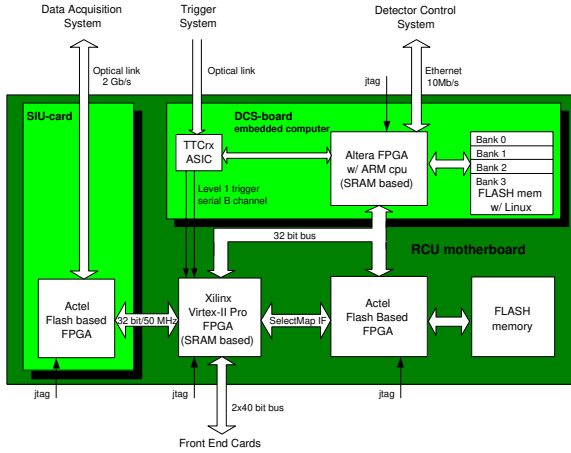 Data Acquisition
System
Trigger
System
Detector Control
System
Optical link
2 Gb/s
Optical link
jtag
Ethernet
10Mb/s
SIU-card
DCS-board
embedded computer
TTCrx
ASIC
Altera FPGA
w/ ARM cpu
(SRAM based)
Bank 0
Bank 1
Bank 2
Bank 3
FLASH mem
w/ Linux
Level 1 trigger
serial B channel
32 bit bus
RCU motherboard
Actel
Flash based
FPGA
32 bit/50 MHz
Xilinx
Virtex-II Pro
FPGA
(SRAM based)
SelectMap IF
Actel
Flash Based
FPGA
FLASH
memory
jtag
jtag
jtag
2x40 bit bus
Front End Cards